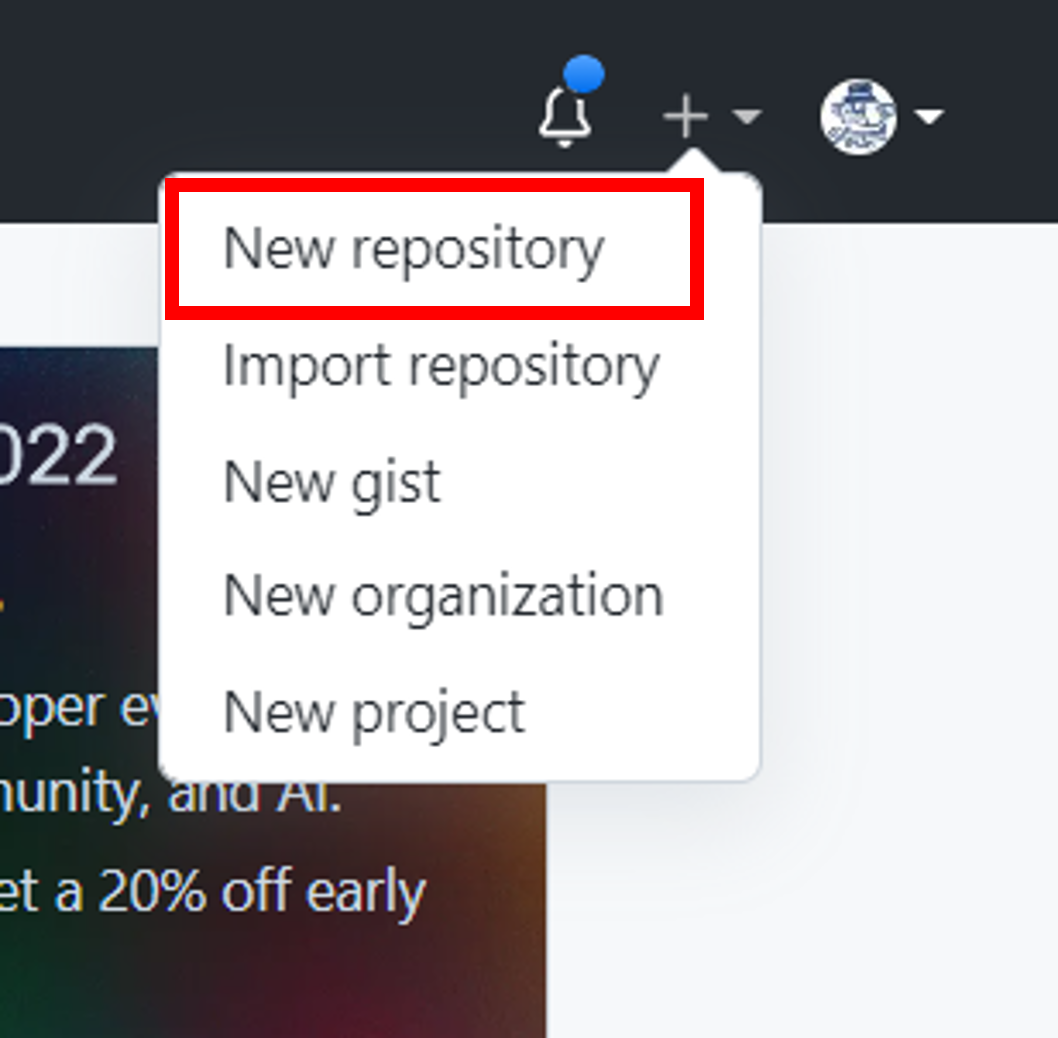 New repository
Import repository
New gist
New organization
New project
022
oper ev
munity, and AI.
et a 20% off early